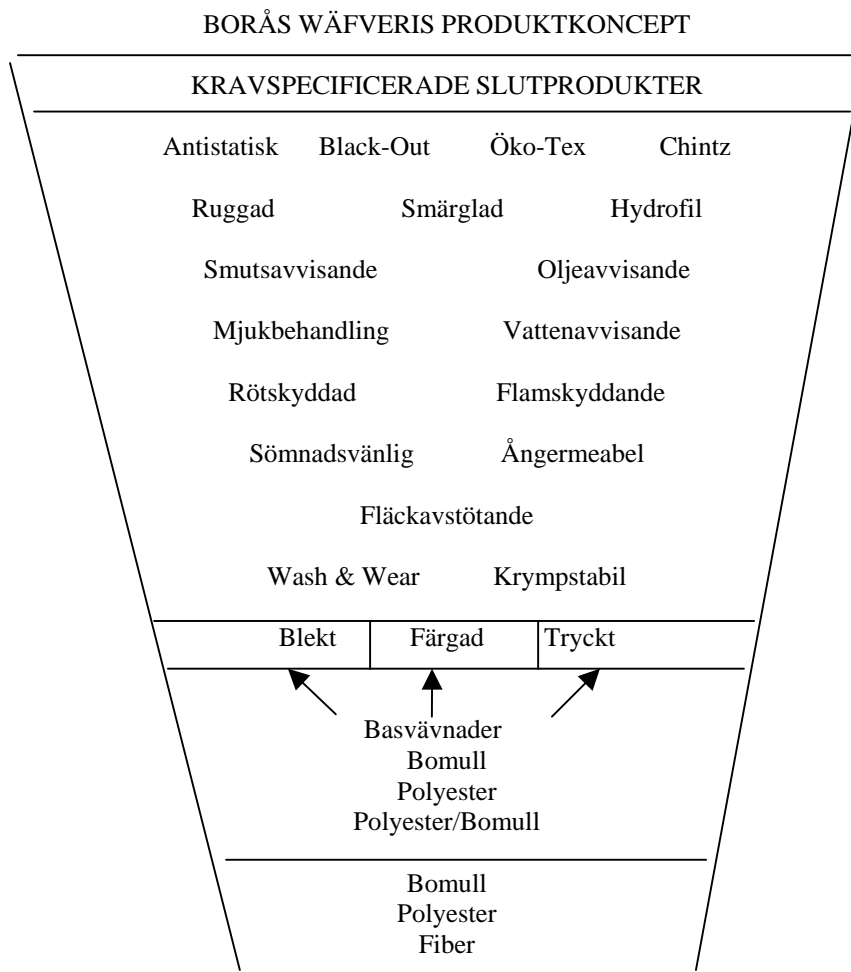 BORÅS WÄFVERIS PRODUKTKONCEPT
KRAVSPECIFICERADE SLUTPRODUKTER
Antistatisk Black-Out Öko-Tex Chintz
Ruggad Smärglad Hydrofil
Smutsavvisande Oljeavvisande
Mjukbehandling Vattenavvisande
Rötskyddad Flamskyddande
Sömnadsvänlig Ångermeabel
Fläckavstötande
Wash & Wear Krympstabil
Blekt Färgad Tryckt
Basvävnader
Bomull
Polyester
Polyester/Bomull
Bomull
Polyester
Fiber